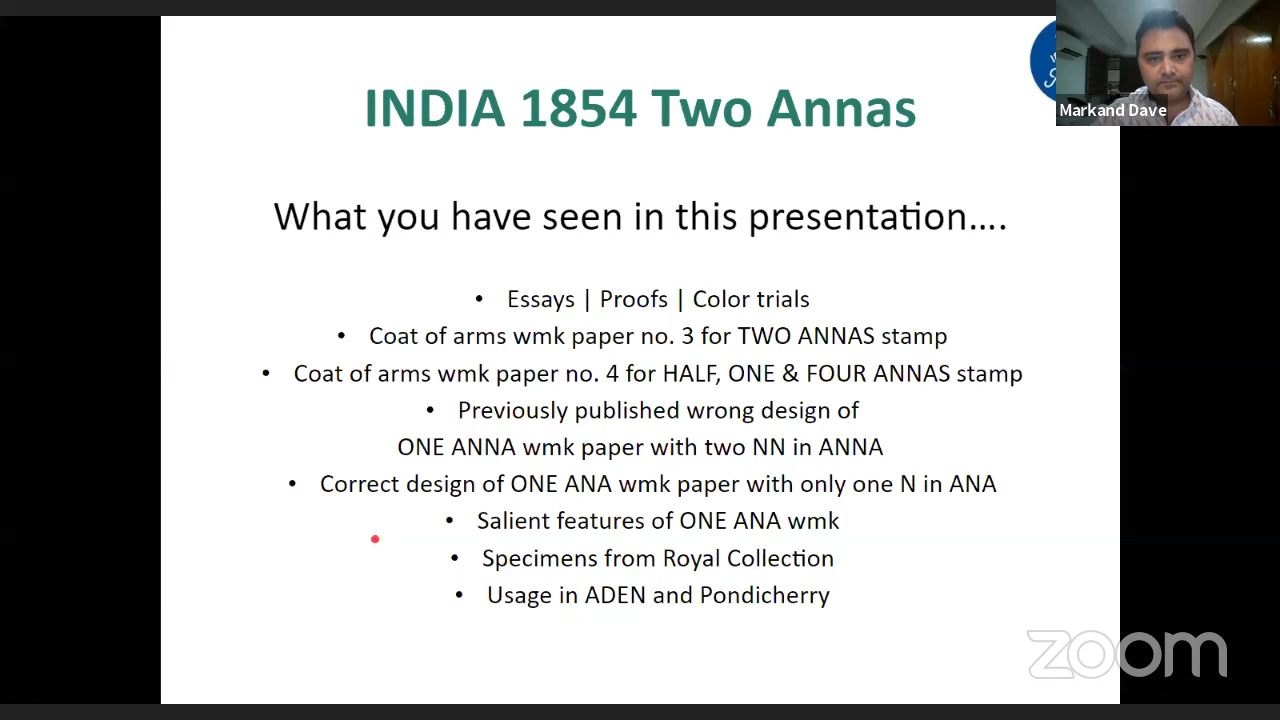 INDIA 1854 Two Annas
Markand Dave
What you have seen in this presentation....
• Essays | Proofs | Color trials
• Coat of arms wmk paper no. 3 for TWO ANNAS stamp
• Coat of arms wmk paper no. 4 for HALF, ONE & FOUR ANNAS stamp
• Previously published wrong design of
ONE ANNA wmk paper with two NN in ANNA
• Correct design of ONE ANA wmk paper with only one N in ANA
• Salient features of ONE ANA wmk
• Specimens from Royal Collection
• Usage in ADEN and Pondicherry
zoom